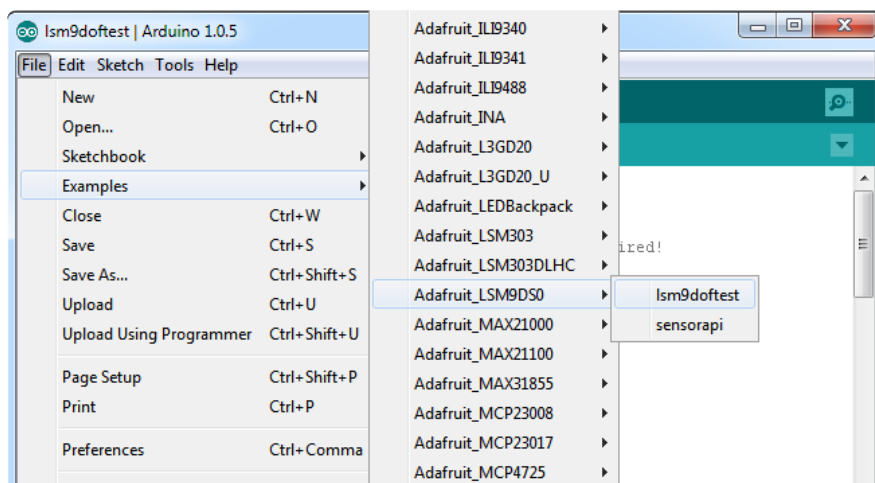 lsm9doftest | Arduino 1.0.5
File Edit Sketch Tools Help
New Ctrl+N
Open... Ctrl+O
Sketchbook
Examples
Close Ctrl+W
Save Ctrl+S
Save As... Ctrl+Shift+S
Upload Ctrl+U
Upload Using Programmer Ctrl+Shift+U
Page Setup Ctrl+Shift+P
Print Ctrl+P
Preferences Ctrl+Comma
Adafruit_ILI9340
Adafruit_ILI9341
Adafruit_ILI9488
Adafruit_INA
Adafruit_L3GD20
Adafruit_L3GD20_U
Adafruit_LEDBackpack
Adafruit_LSM303
Adafruit_LSM303DLHC
Adafruit_LSM9DS0
Adafruit_MAX21000
Adafruit_MAX21100
Adafruit_MAX31855
Adafruit_MCP23008
Adafruit_MCP23017
Adafruit_MCP4725
lsm9doftest
sensorapi
ired!